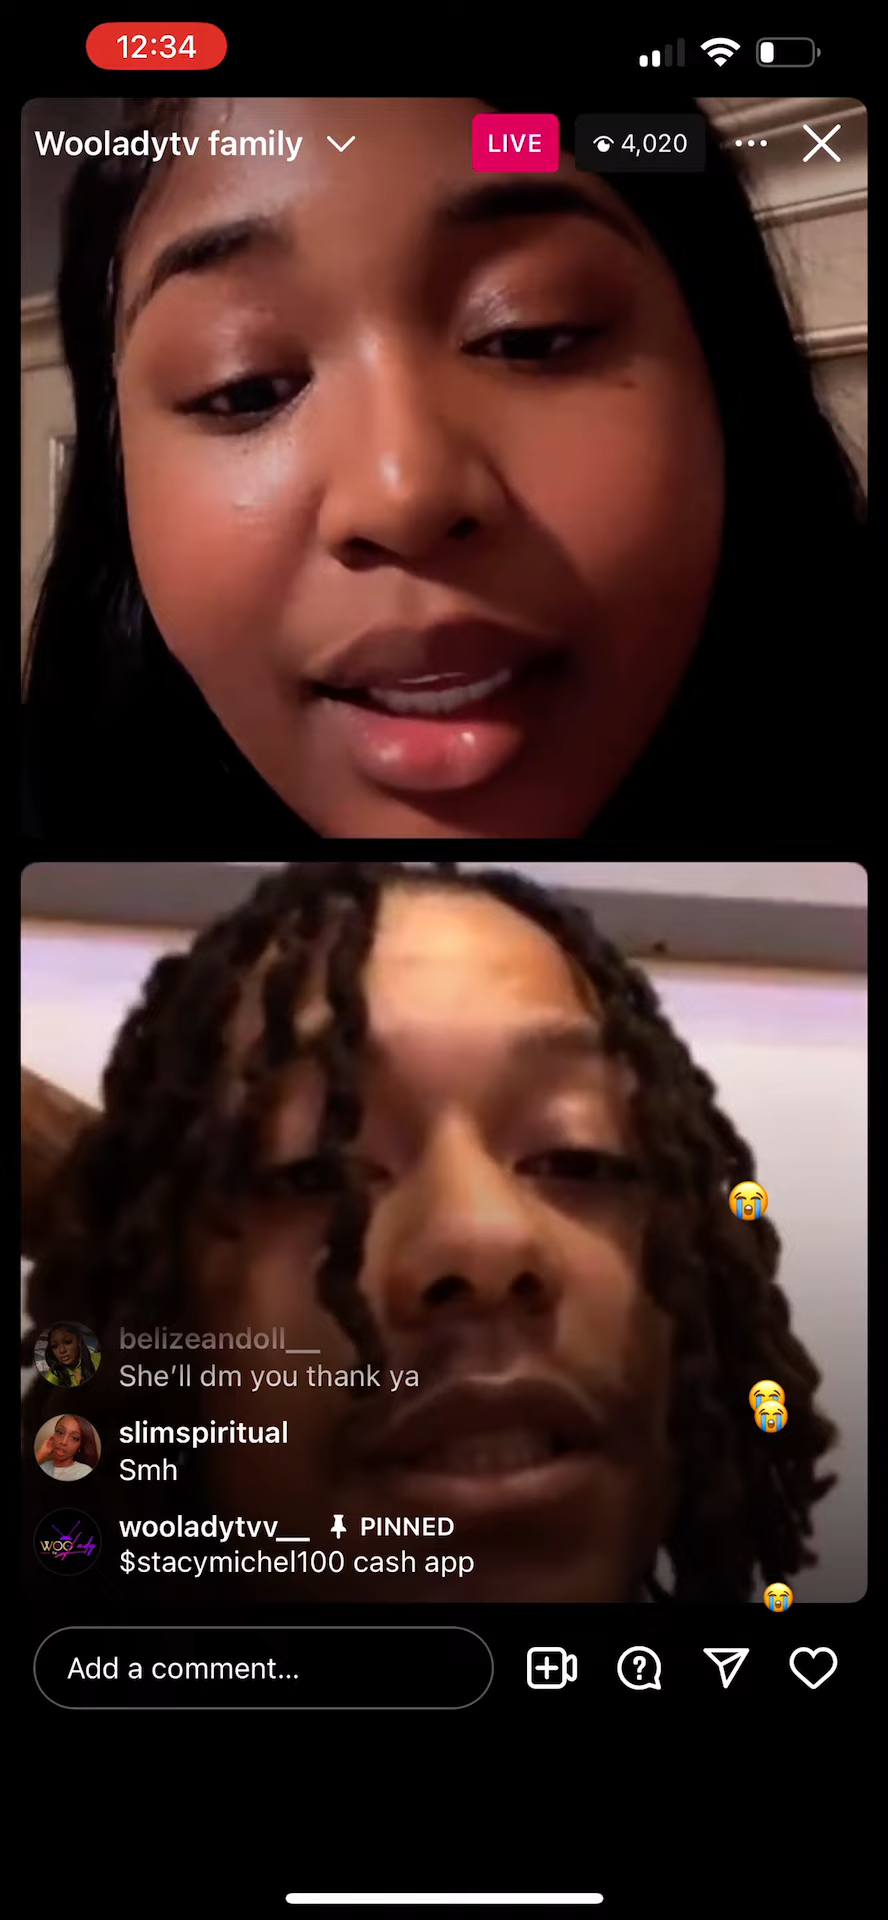 12:34
Wooladytv family
LIVE
4,020
belizeandoll__
She’ll dm you thank ya
slimspiritual
Smh
wooladytvv__ PINNED
$stacymichel100 cash app
Add a comment...